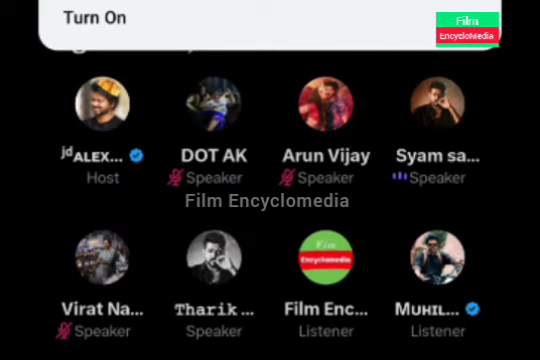 Turn On
Film
EncycloMedia
jdALEX...
Host
DOT AK
Speaker
Arun Vijay
Speaker
Syam sa...
Speaker
Film Encyclomedia
Virat Na...
Speaker
Tharik ...
Speaker
Film
Encyclomedia
Film Enc...
Listener
MUHIL...
Listener